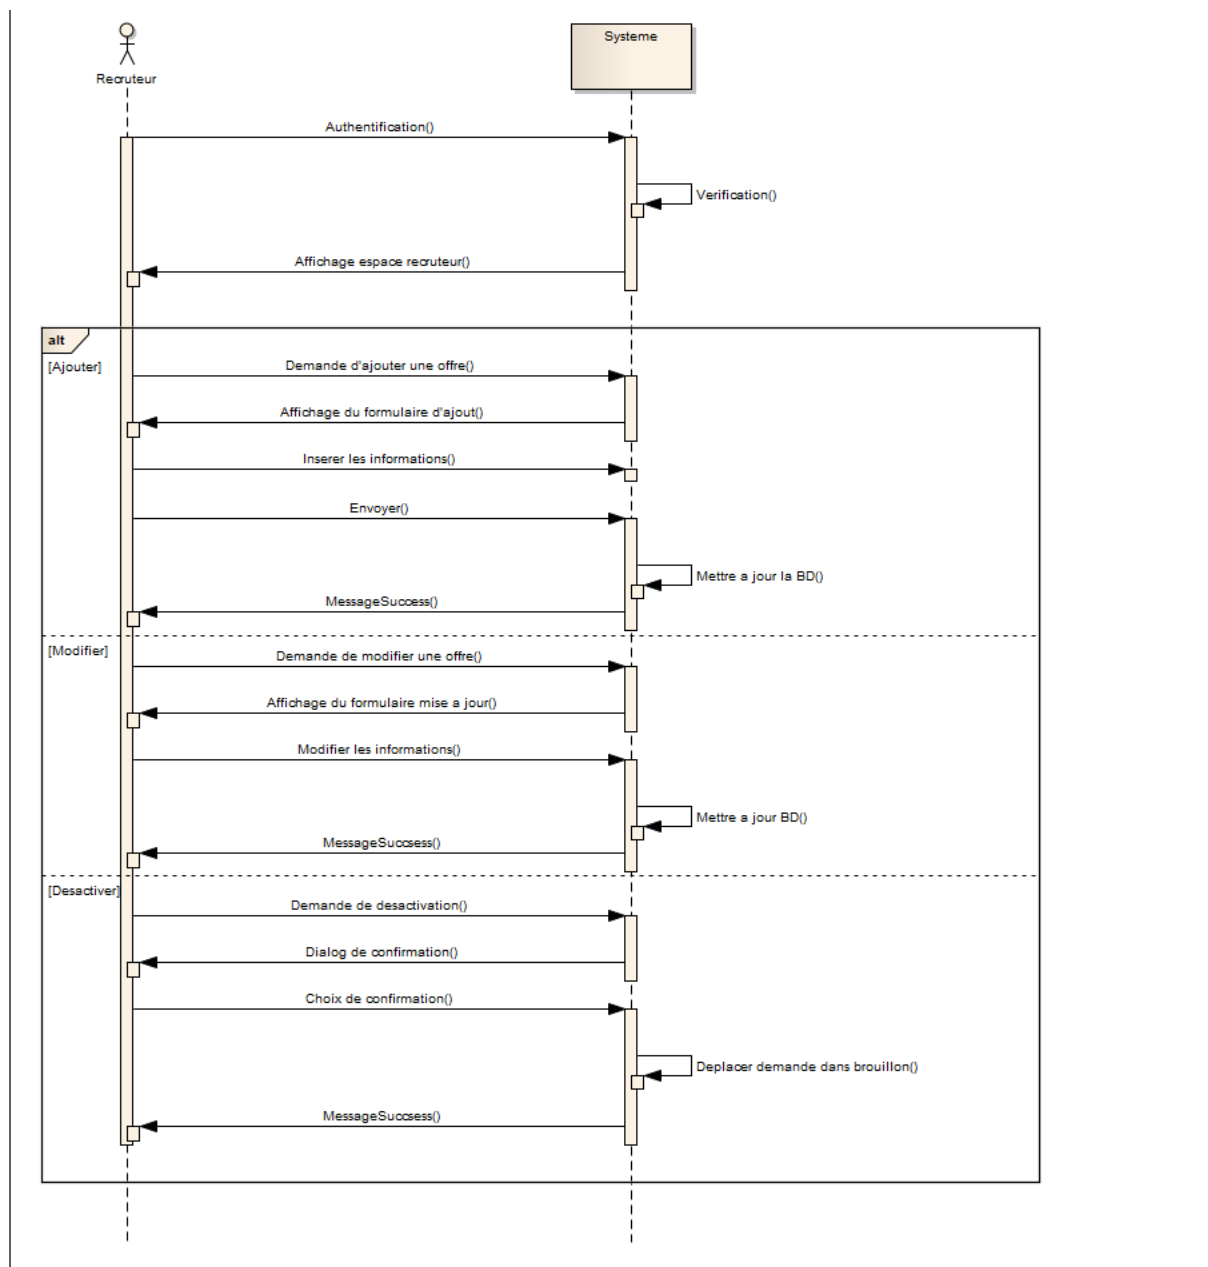 Recruteur
Systeme
Authentification()
Verification()
Affichage espace recruteur()
alt
[Ajouter]
Demande d'ajouter une offre()
Affichage du formulaire d'ajout()
Inserer les informations()
Envoyer()
Mettre a jour la BD()
MessageSuccess()
[Modifier]
Demande de modifier une offre()
Affichage du formulaire mise a jour()
Modifier les informations()
Mettre a jour BD()
MessageSucsess()
[Desactiver]
Demande de desactivation()
Dialog de confirmation()
Choix de confirmation()
Deplacer demande dans brouillon()
MessageSucsess()